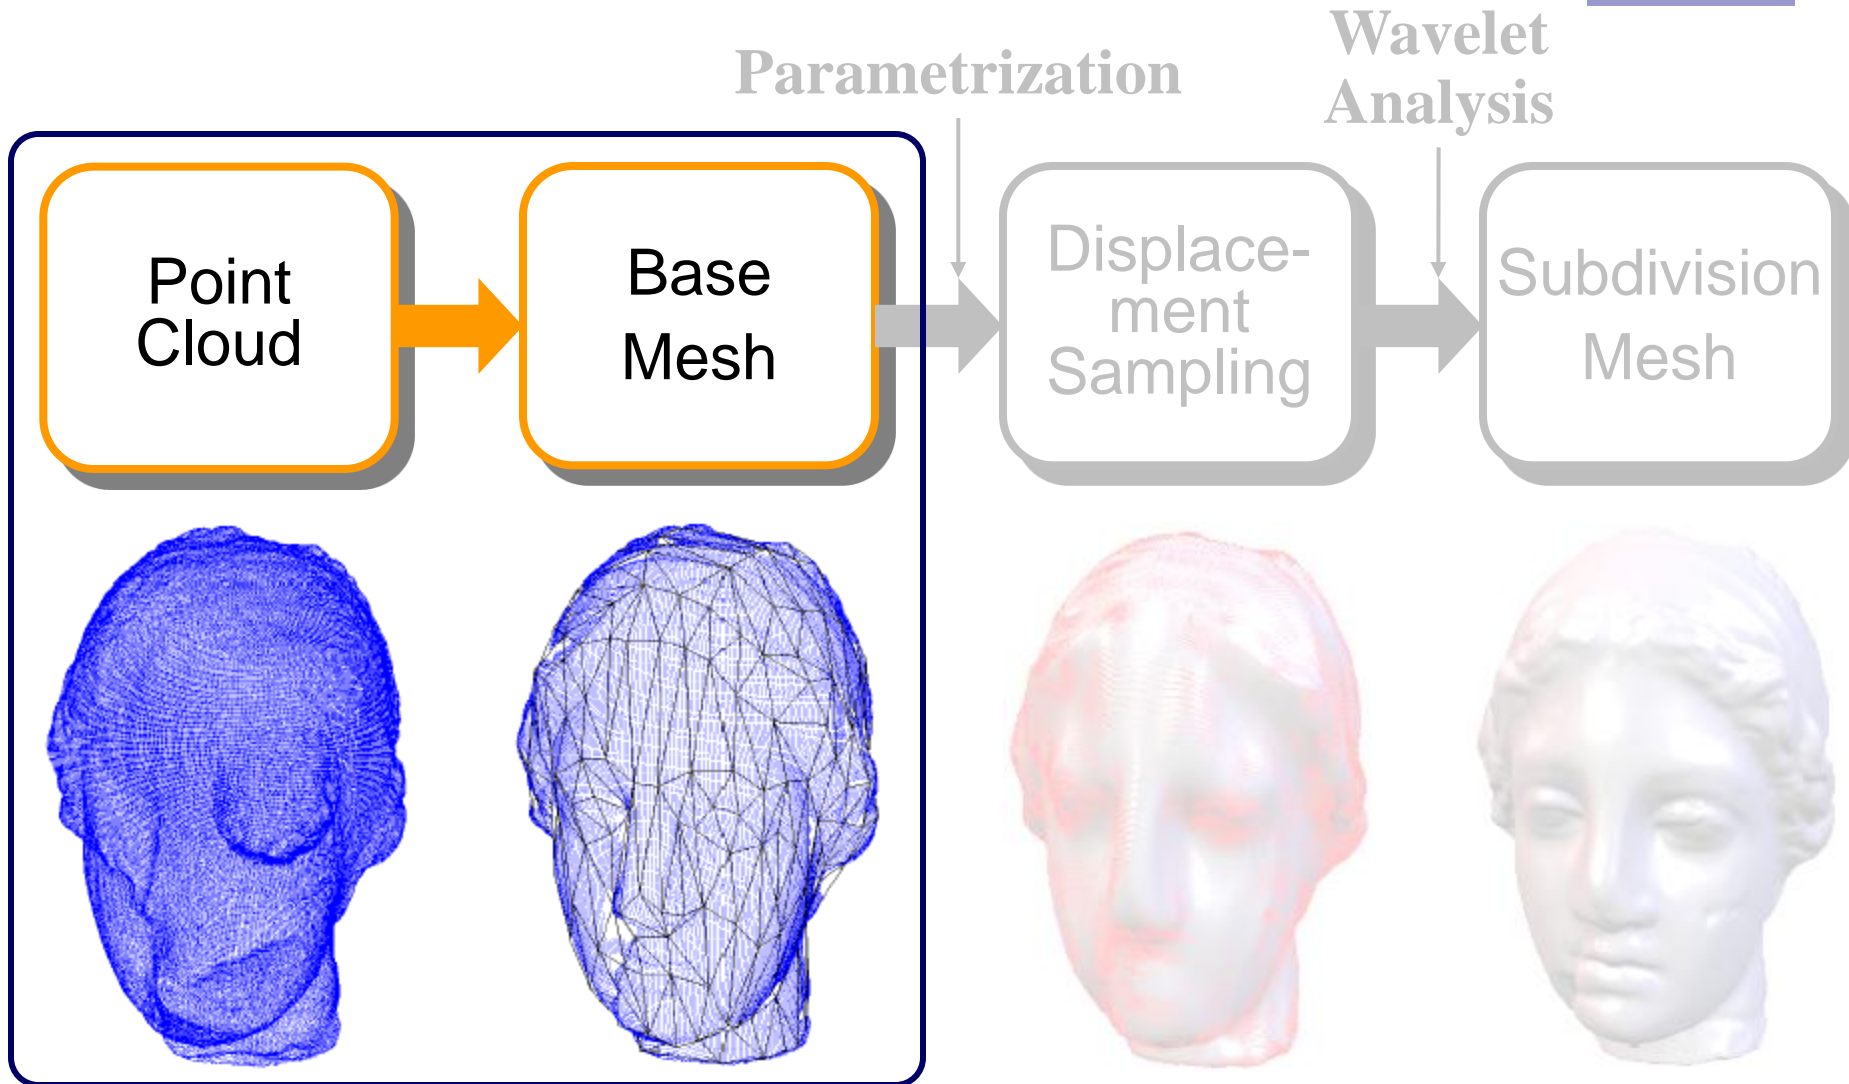 Parametrization
Wavelet
Analysis
Point
Cloud
Base
Mesh
Displace-
ment
Sampling
Subdivision
Mesh